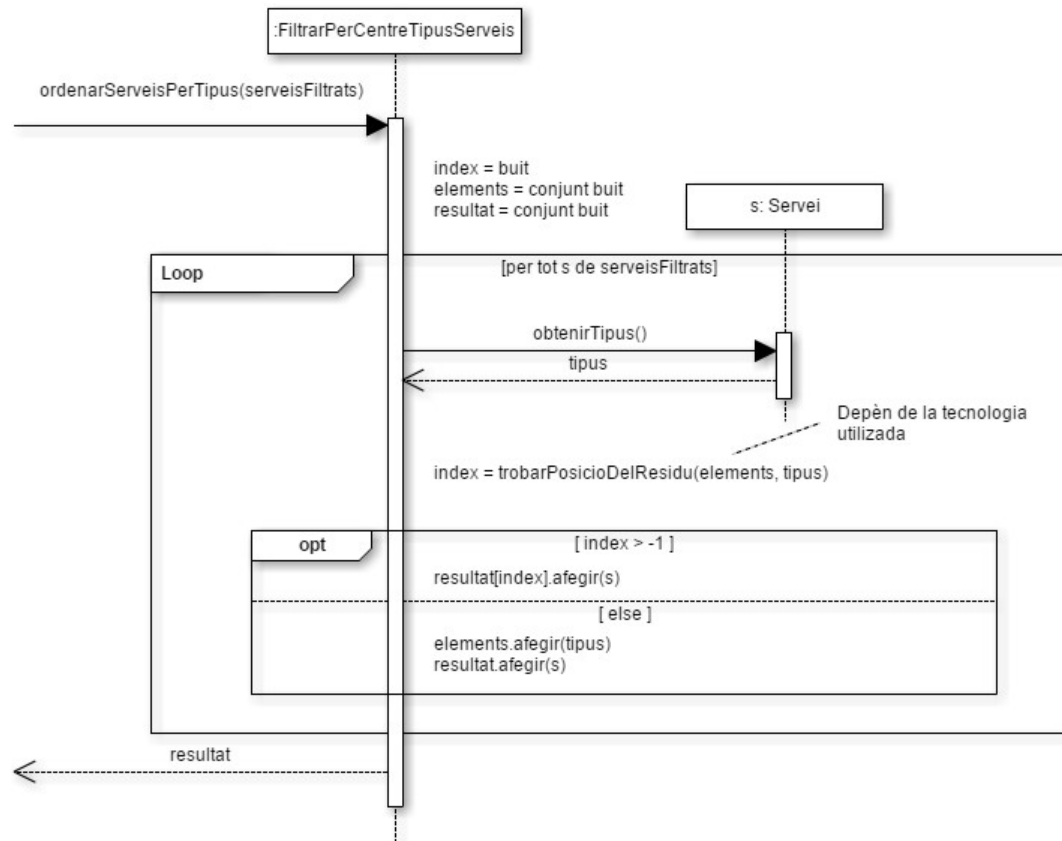 :FiltrarPerCentreTipusServeis
ordenarServeisPerTipus(serveisFiltrats)
index = buit
elements = conjunt buit
resultat = conjunt buit
s: Servei
Loop
[per tot s de serveisFiltrats]
obtenirTipus()
tipus
Depèn de la tecnologia
utilizada
index = trobarPosicioDelResidu(elements, tipus)
opt
[ index > -1 ]
resultat[index].afegir(s)
[ else ]
elements.afegir(tipus)
resultat.afegir(s)
resultat